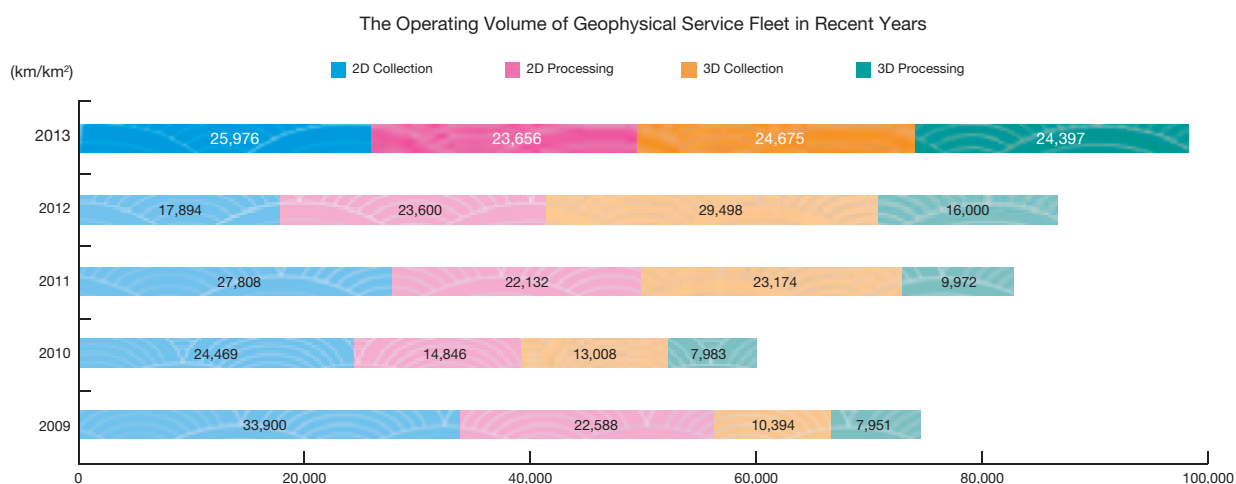 The Operating Volume of Geophysical Service Fleet in Recent Years
(km/km²)
2D Collection 2D Processing 3D Collection 3D Processing
2013 25,976 23,656 24,675 24,397
2012 17,894 23,600 29,498 16,000
2011 27,808 22,132 23,174 9,972
2010 24,469 14,846 13,008 7,983
2009 33,900 22,588 10,394 7,951
0 20,000 40,000 60,000 80,000 100,000